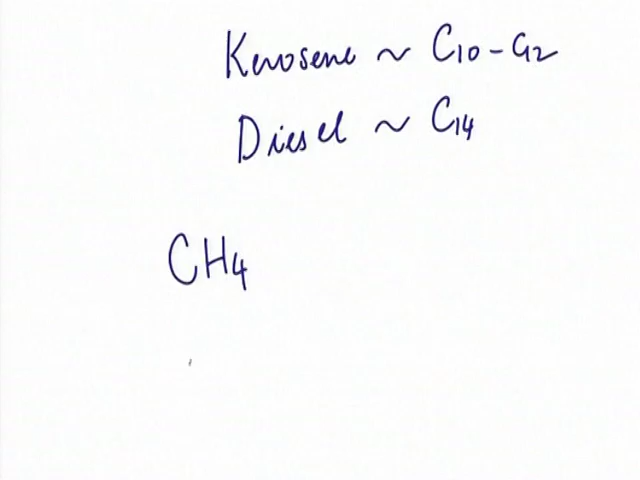 Kerosene ~ C10-C12
Diesel ~ C14
CH4